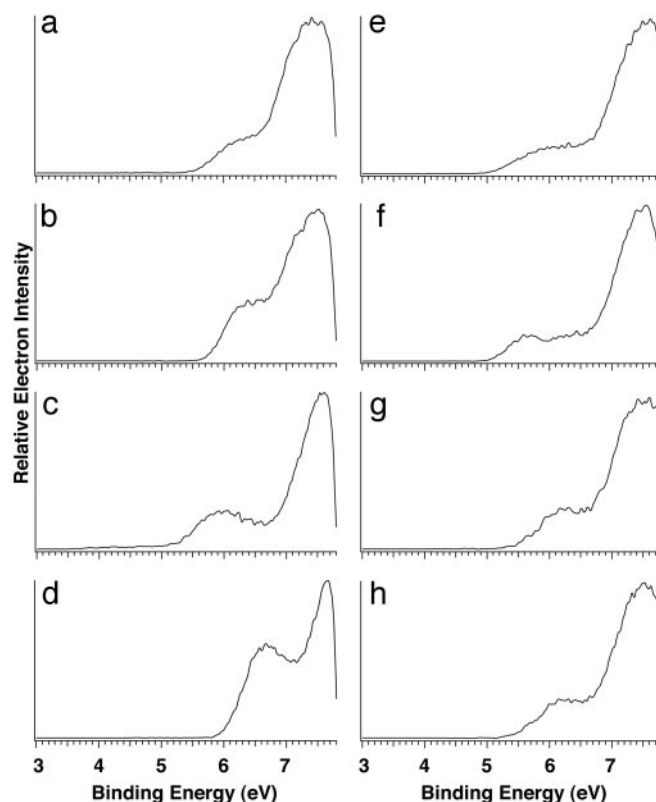 a
e
b
f
Relative Electron Intensity
c
g
d
h
3 4 5 6 7 3 4 5 6 7
Binding Energy (eV) Binding Energy (eV)